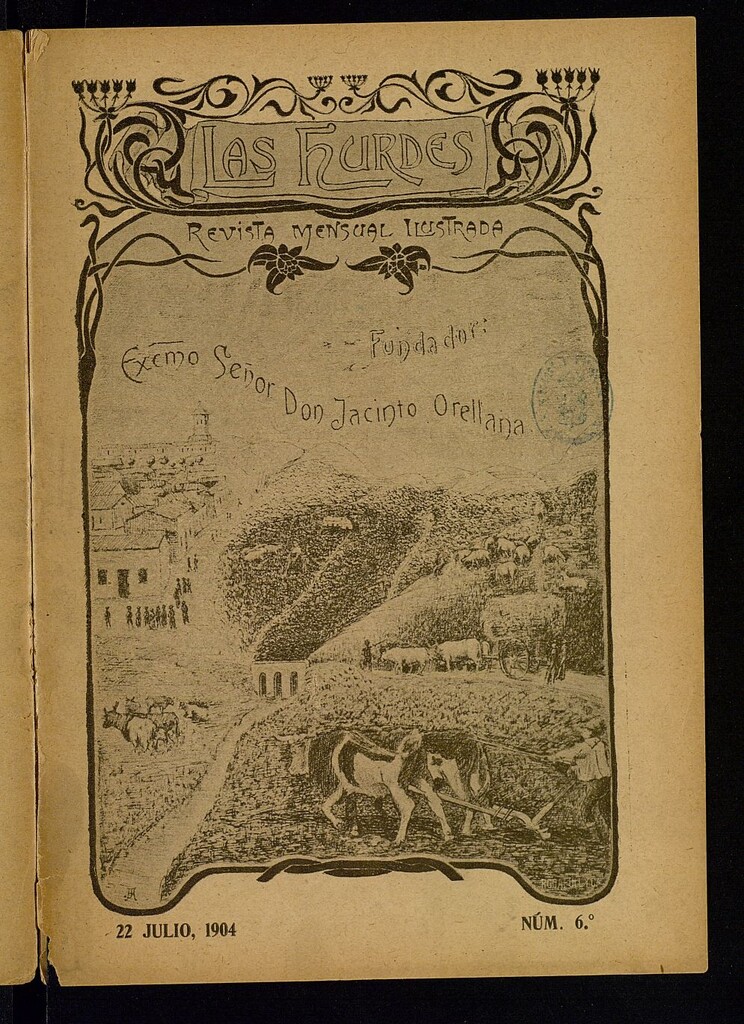 LAS HURDES
REVISTA MENSUAL ILUSTRADA
Fundador:
Excmo Señor Don Jacinto Orellana
22 JULIO, 1904
NÚM. 6.º